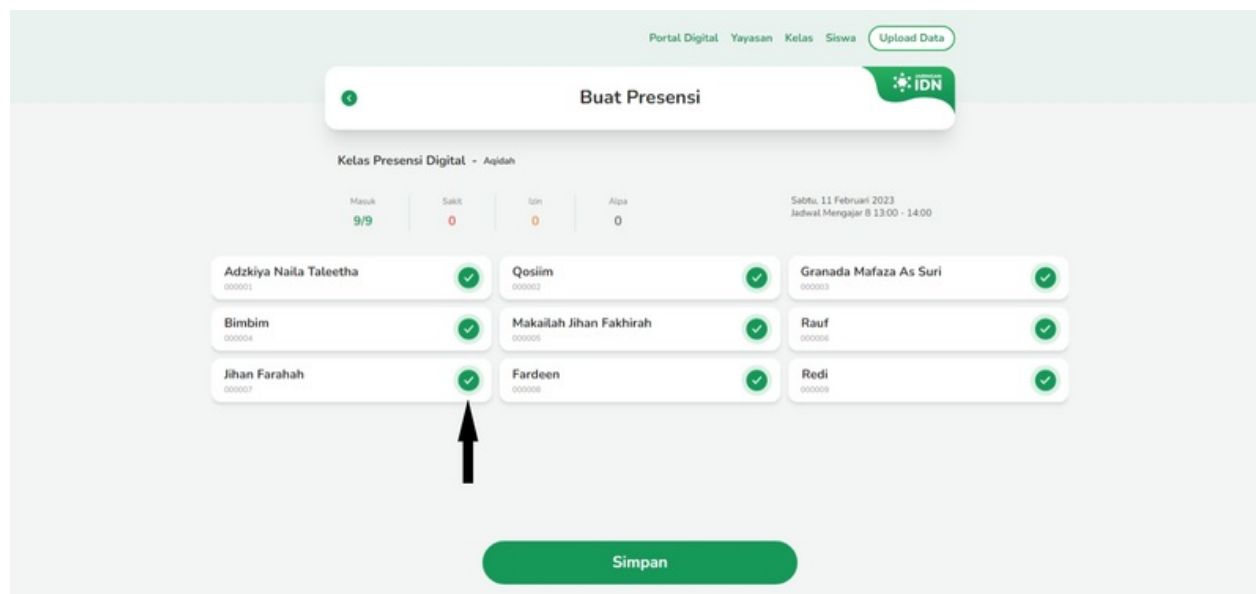 Portal Digital Yayasan Kelas Siswa Upload Data
JARINGAN
IDN
Buat Presensi
Kelas Presensi Digital - Aqidah
Masuk Sakit Izin Alpa
9/9 0 0 0
Sabtu, 11 Februari 2023
Jadwal Mengajar 8 13:00 - 14:00
Adzkiya Naila Taleetha Qosiim Granada Mafaza As Suri
000001 000002 000003
Bimbim Makailah Jihan Fakhirah Rauf
000004 000005 000006
Jihan Farahah Fardeen Redi
000007 000008 000009
Simpan